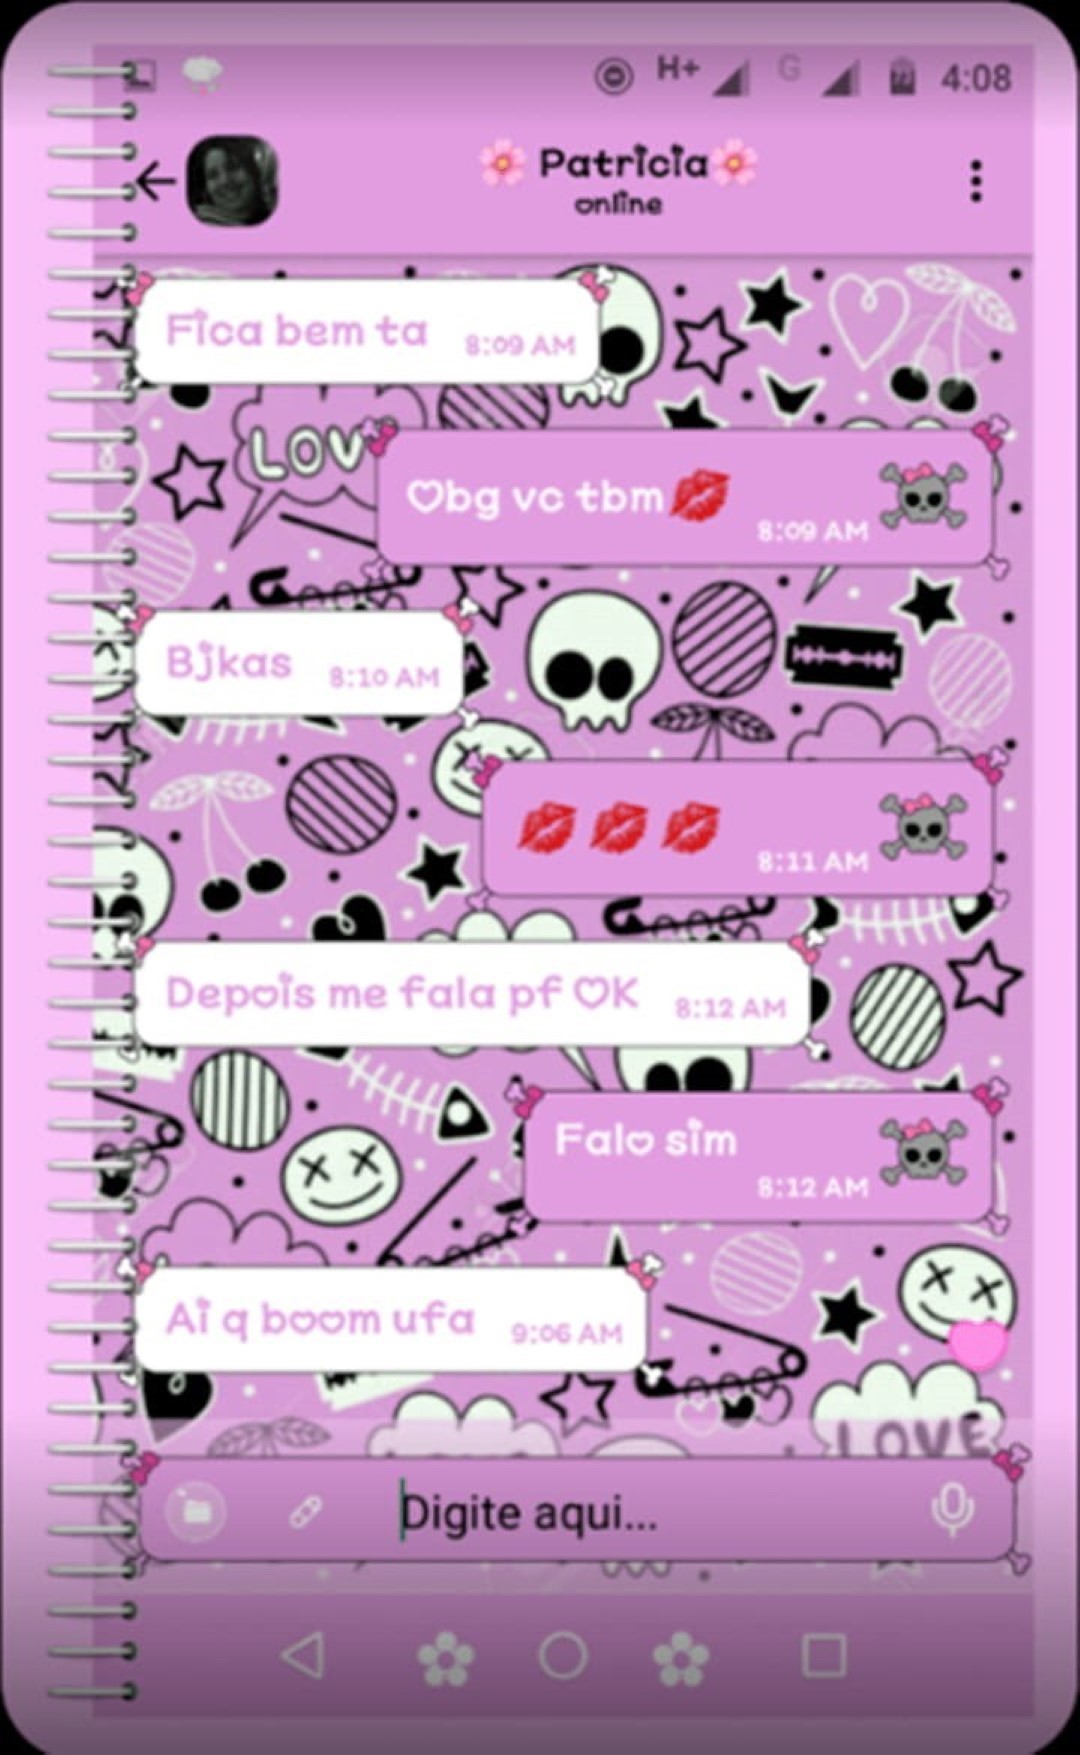 H+ G 77 4:08
🌸 Patricia🌸
online
Fica bem ta 8:09 AM
LOV
Obg vc tbm💋 8:09 AM
Bjkas 8:10 AM
💋 💋 💋 8:11 AM
Depois me fala pf OK 8:12 AM
Falo sim
8:12 AM
Ai q boom ufa 9:06 AM
LOVE
Digite aqui...